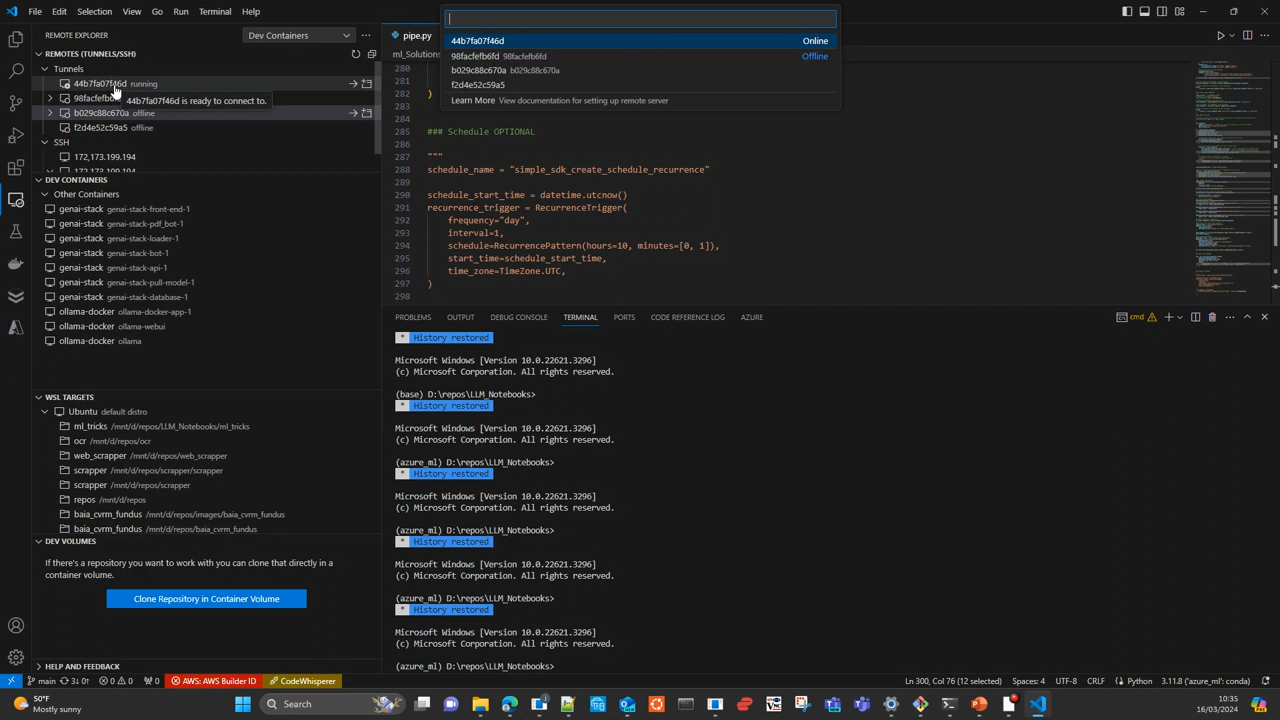 File Edit Selection View Go Run Terminal Help
REMOTE EXPLORER Dev Containers
REMOTES (TUNNELS/SSH)
Tunnels
44b7fa07f46d running
98facfefb6
44b7fa07f46d is ready to connect to.
b029c88c670a offline
f2d4e52c59a5 offline
SSH
172,173.199.194
172.173.199.194
DEV CONTAINERS
Other Containers
genai-stack genai-stack-front-end-1
genai-stack genai-stack-pdf_bot-1
genai-stack genai-stack-loader-1
genai-stack genai-stack-bot-1
genai-stack genai-stack-api-1
genai-stack genai-stack-pull-model-1
genai-stack genai-stack-database-1
ollama-docker ollama-docker-app-1
ollama-docker ollama-webui
ollama-docker ollama
WSL TARGETS
Ubuntu default distro
ml_tricks /mnt/d/repos/LLM_Notebooks/ml_tricks
ocr /mnt/d/repos/ocr
web_scrapper /mnt/d/repos/web_scrapper
scrapper /mnt/d/repos/scrapper/scrapper
scrapper /mnt/d/repos/scrapper
repos /mnt/d/repos
baia_cvrm_fundus /mnt/d/repos/images/baia_cvrm_fundus
baia_cvrm_fundus /mnt/d/repos/baia_cvrm_fundus
DEV VOLUMES
If there's a repository you want to work with you can clone that directly in a
container volume.
Clone Repository in Container Volume
HELP AND FEEDBACK
44b7fa07f46d Online
98facfefb6fd 98facfefb6fd Offline
b029c88c670a b029c88c670a
f2d4e52c59a5
Learn More View documentation for setting up remote server
pipe.py
ml_Solutions
280
281
282 )
283
284
285 ### Schedule OPTIONAL
286
287 """
288 schedule_name = "simple_sdk_create_schedule_recurrence"
289
290 schedule_start_time = datetime.utcnow()
291 recurrence_trigger = RecurrenceTrigger(
292 frequency="day",
293 interval=1,
294 schedule=RecurrencePattern(hours=10, minutes=[0, 1]),
295 start_time=schedule_start_time,
296 time_zone=TimeZone.UTC,
297 )
298
PROBLEMS OUTPUT DEBUG CONSOLE TERMINAL PORTS CODE REFERENCE LOG AZURE
cmd
* History restored
Microsoft Windows [Version 10.0.22621.3296]
(c) Microsoft Corporation. All rights reserved.
(base) D:\repos\LLM_Notebooks>
* History restored
Microsoft Windows [Version 10.0.22621.3296]
(c) Microsoft Corporation. All rights reserved.
(azure_ml) D:\repos\LLM_Notebooks>
* History restored
Microsoft Windows [Version 10.0.22621.3296]
(c) Microsoft Corporation. All rights reserved.
(azure_ml) D:\repos\LLM_Notebooks>
* History restored
Microsoft Windows [Version 10.0.22621.3296]
(c) Microsoft Corporation. All rights reserved.
(azure_ml) D:\repos\LLM_Notebooks>
* History restored
Microsoft Windows [Version 10.0.22621.3296]
(c) Microsoft Corporation. All rights reserved.
(azure_ml) D:\repos\LLM_Notebooks>
main 3↓ 0↑ 0 0 0 AWS: AWS Builder ID CodeWhisperer Ln 300, Col 76 (12 selected) Spaces: 4 UTF-8 CRLF Python 3.11.8 ('azure_ml': conda)
50°F
Mostly sunny
Search
10:35
16/03/2024